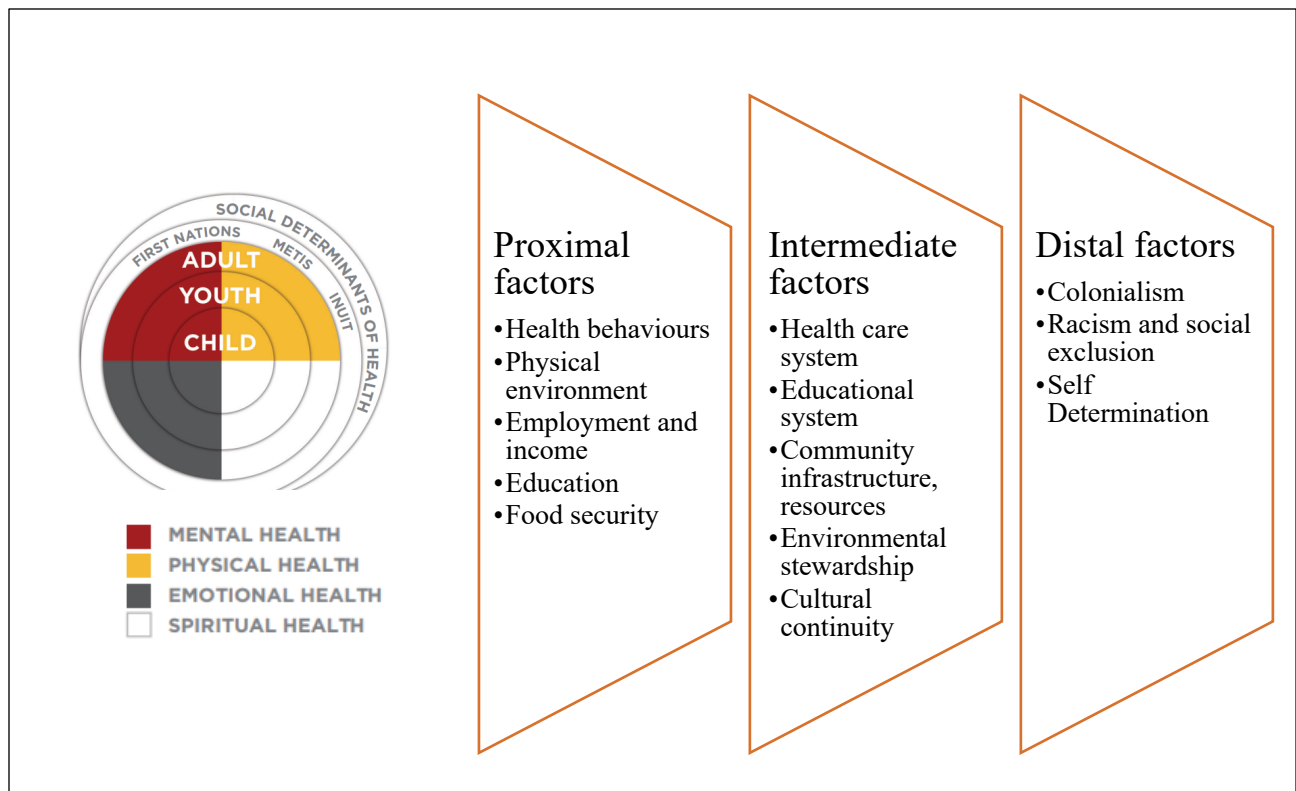 SOCIAL DETERMINANTS OF HEALTH
FIRST NATIONS
METIS
INUIT
ADULT
YOUTH
CHILD
MENTAL HEALTH
PHYSICAL HEALTH
EMOTIONAL HEALTH
SPIRITUAL HEALTH
Proximal
factors
•Health behaviours
•Physical
environment
•Employment and
income
•Education
•Food security
Intermediate
factors
•Health care
system
•Educational
system
•Community
infrastructure,
resources
•Environmental
stewardship
•Cultural
continuity
Distal factors
•Colonialism
•Racism and social
exclusion
•Self
Determination